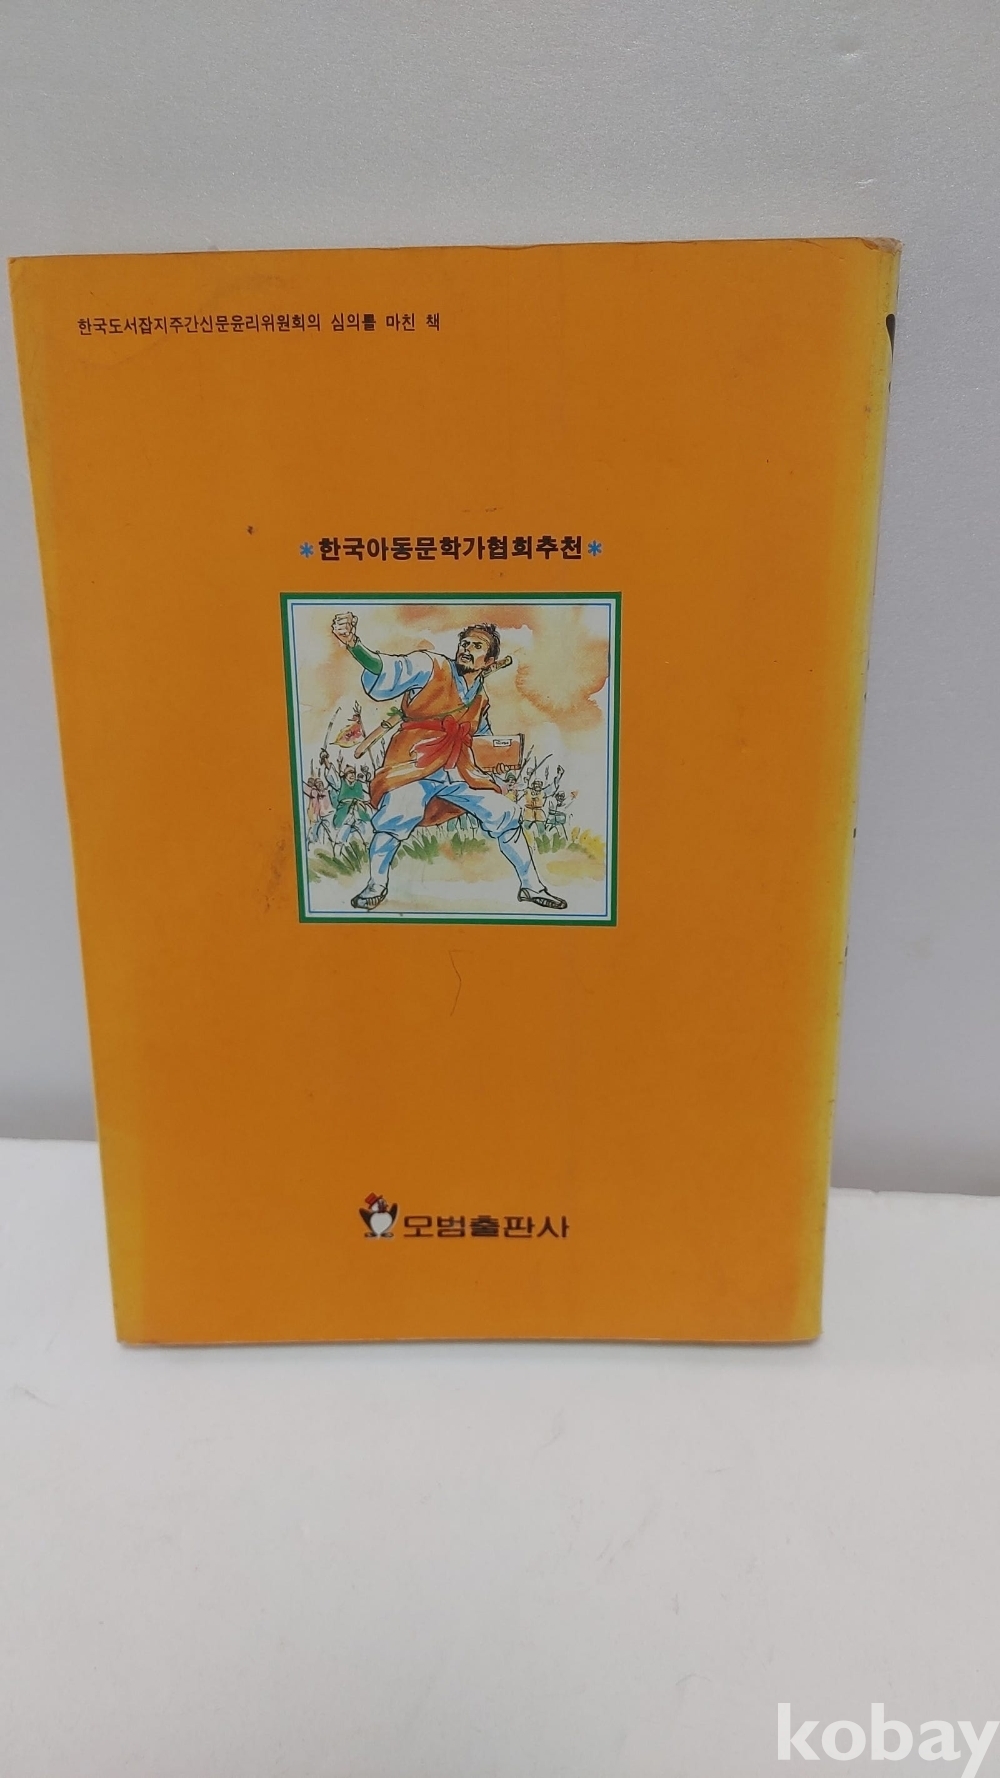 한국도서잡지주간신문윤리위원회의 심의를 마친 책
*한국아동문학가협회추천*
모범출판사
kobay